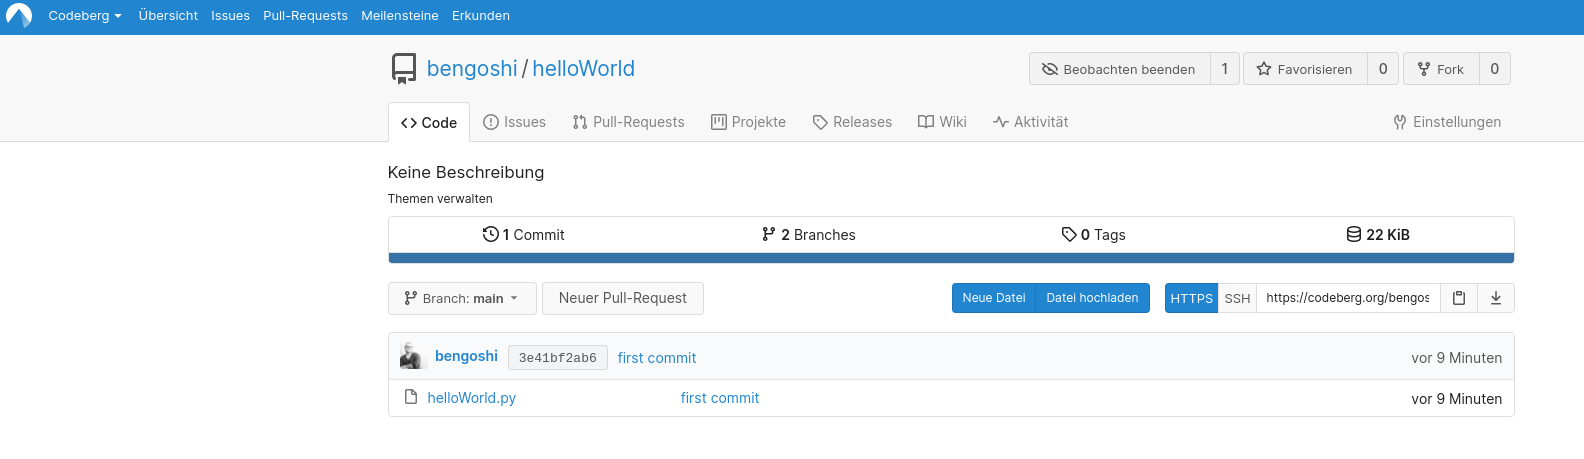 Codeberg Übersicht Issues Pull-Requests Meilensteine Erkunden
bengoshi / helloWorld Beobachten beenden 1 Favorisieren 0 Fork 0
Code Issues Pull-Requests Projekte Releases Wiki Aktivität Einstellungen
Keine Beschreibung
Themen verwalten
1 Commit 2 Branches 0 Tags 22 KiB
Branch: main Neuer Pull-Request Neue Datei Datei hochladen HTTPS SSH https://codeberg.org/bengos
bengoshi 3e41bf2ab6 first commit vor 9 Minuten
helloWorld.py first commit vor 9 Minuten